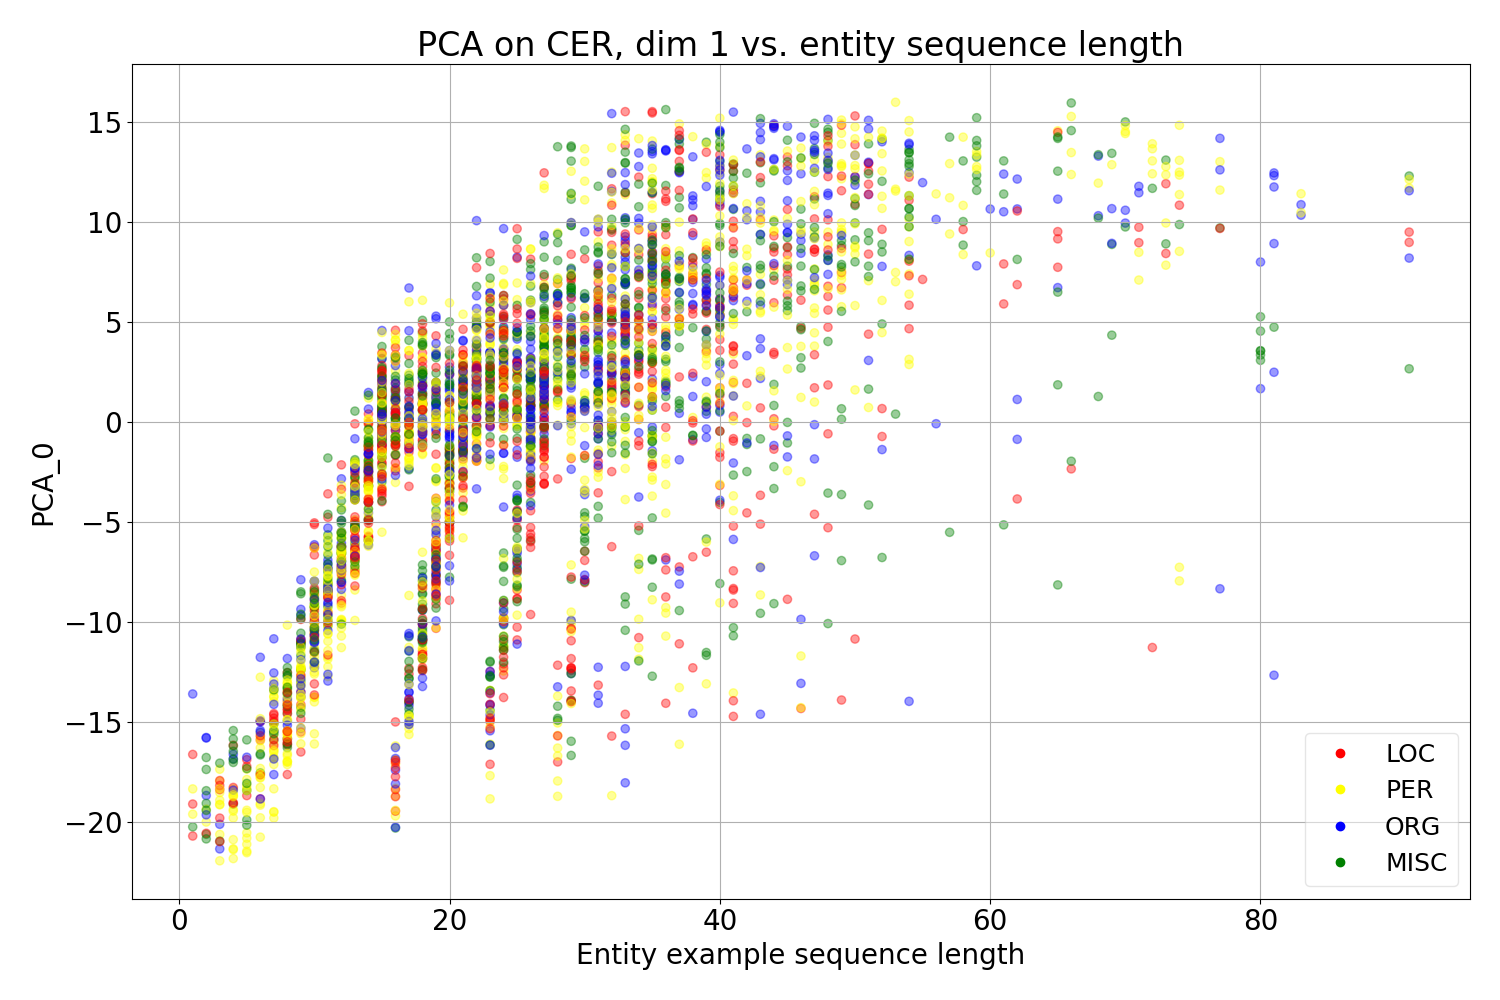 PCA on CER, dim 1 vs. entity sequence length
PCA_0
15
10
5
0
−5
−10
−15
−20
0 20 40 60 80
Entity example sequence length
LOC
PER
ORG
MISC